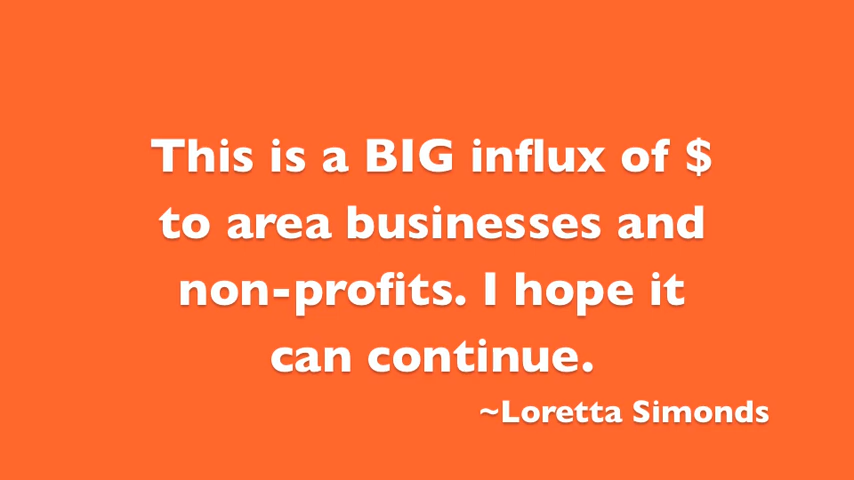 This is a BIG influx of $
to area businesses and
non-profits. I hope it
can continue.
~Loretta Simonds